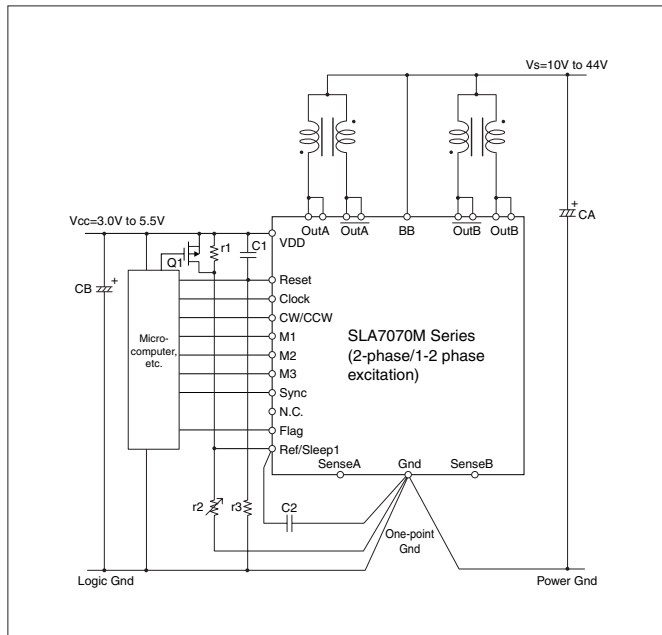 Vs=10V to 44V
Vcc=3.0V to 5.5V
CA
OutA OutA BB OutB OutB
VDD
r1
C1
Q1
CB
Reset
Clock
CW/CCW
M1
M2
M3
Sync
N.C.
Flag
Ref/Sleep1
Micro-
computer,
etc.
SLA7070M Series
(2-phase/1-2 phase
excitation)
SenseA Gnd SenseB
r2
r3
C2
One-point
Gnd
Logic Gnd
Power Gnd